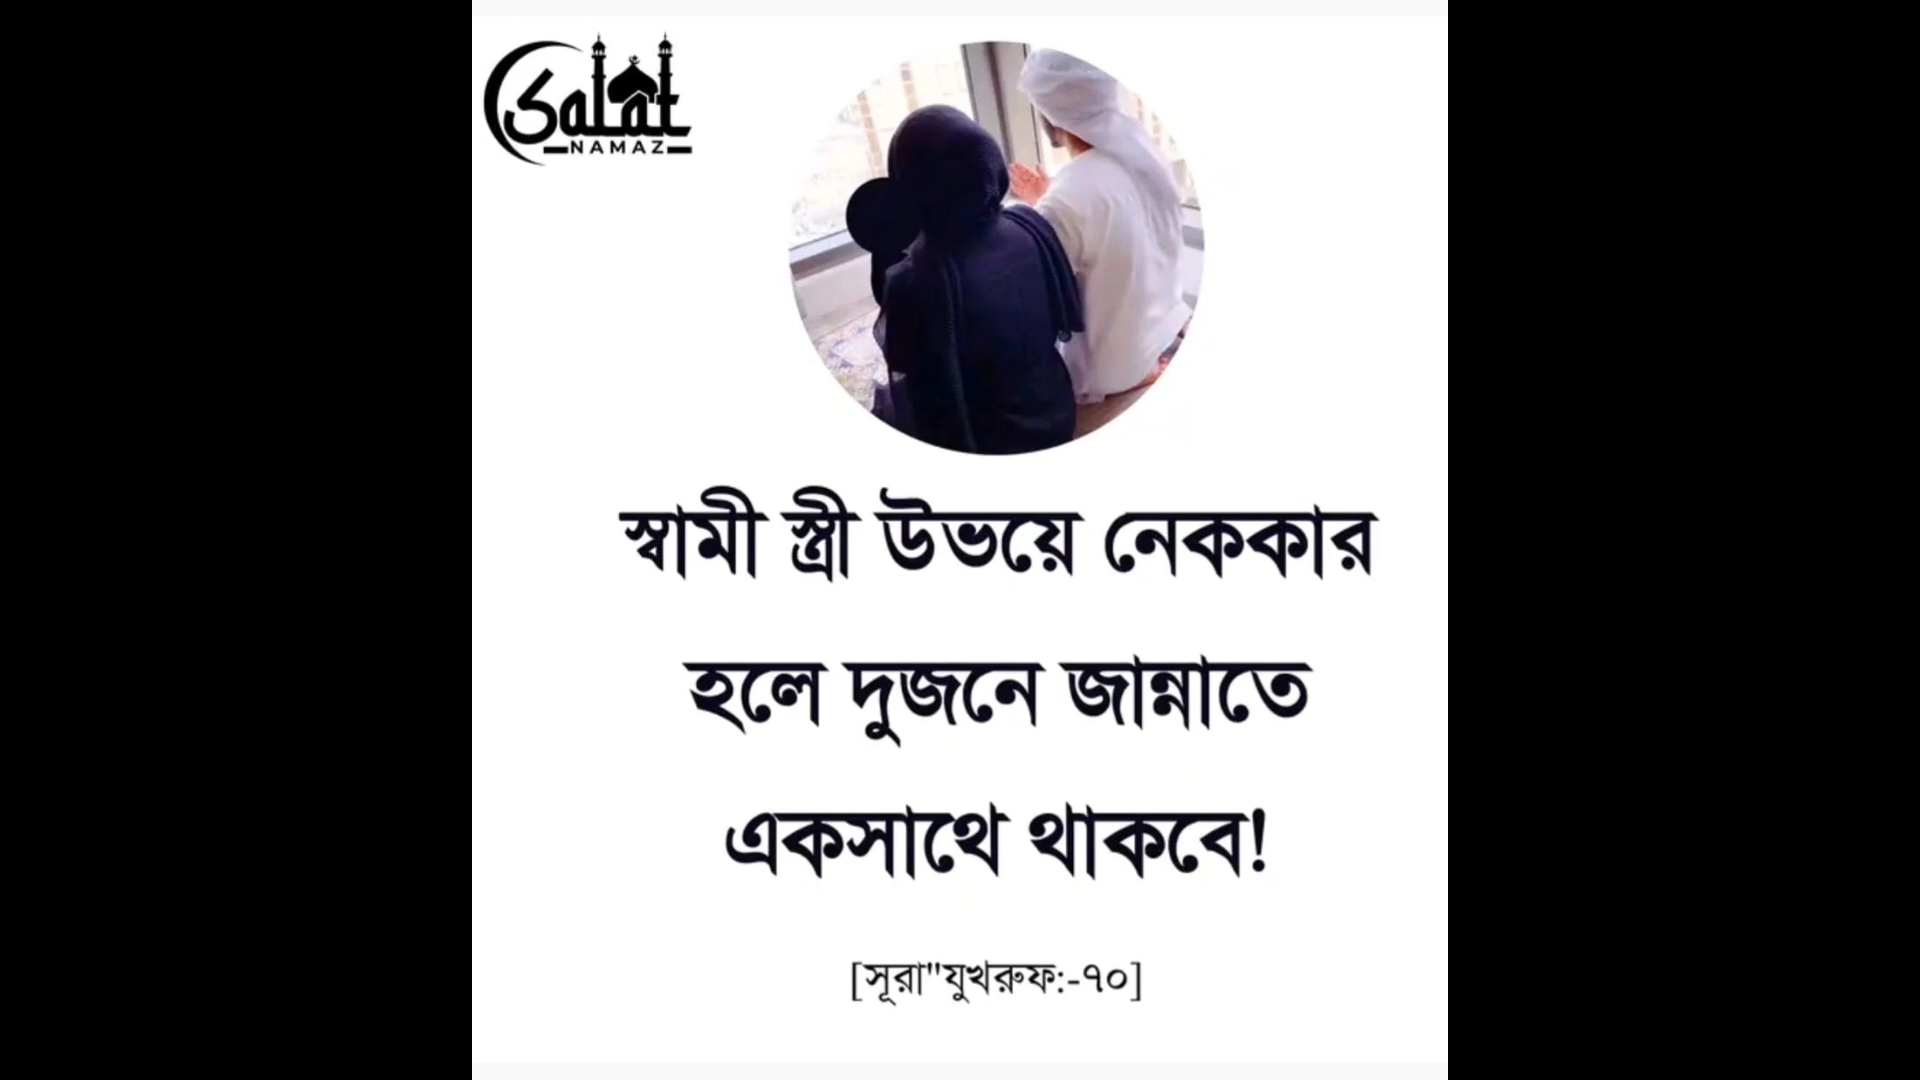 Salat
NAMAZ
স্বামী স্ত্রী উভয়ে নেককার
হলে দুজনে জান্নাতে
একসাথে থাকবে!
[সূরা"যুখরুফ:-৭০]